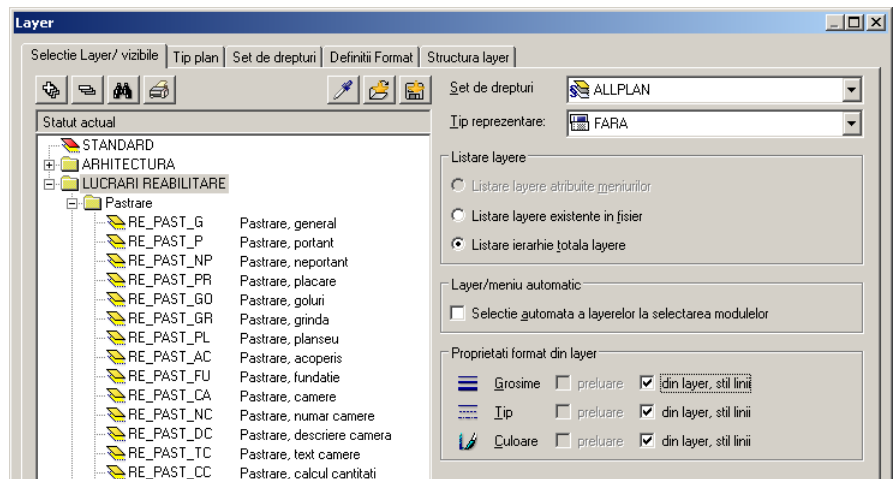 Layer
Selectie Layer/ vizibile Tip plan Set de drepturi Definitii Format Structura layer
Set de drepturi ALLPLAN
Statut actual
Tip reprezentare: FARA
STANDARD
ARHITECTURA
LUCRARI REABILITARE
Pastrare
RE_PAST_G Pastrare, general
RE_PAST_P Pastrare, portant
RE_PAST_NP Pastrare, neportant
RE_PAST_PR Pastrare, placare
RE_PAST_GO Pastrare, goluri
RE_PAST_GR Pastrare, grinda
RE_PAST_PL Pastrare, planseu
RE_PAST_AC Pastrare, acoperis
RE_PAST_FU Pastrare, fundatie
RE_PAST_CA Pastrare, camere
RE_PAST_NC Pastrare, numar camere
RE_PAST_DC Pastrare, descriere camera
RE_PAST_TC Pastrare, text camere
RE_PAST_CC Pastrare, calcul cantitati
Listare layere
Listare layere atribuite meniurilor
Listare layere existente in fisier
Listare ierarhie totala layere
Layer/meniu automatic
Selectie automata a layerelor la selectarea modulelor
Proprietati format din layer
Grosime preluare din layer, stil linii
Tip preluare din layer, stil linii
Culoare preluare din layer, stil linii